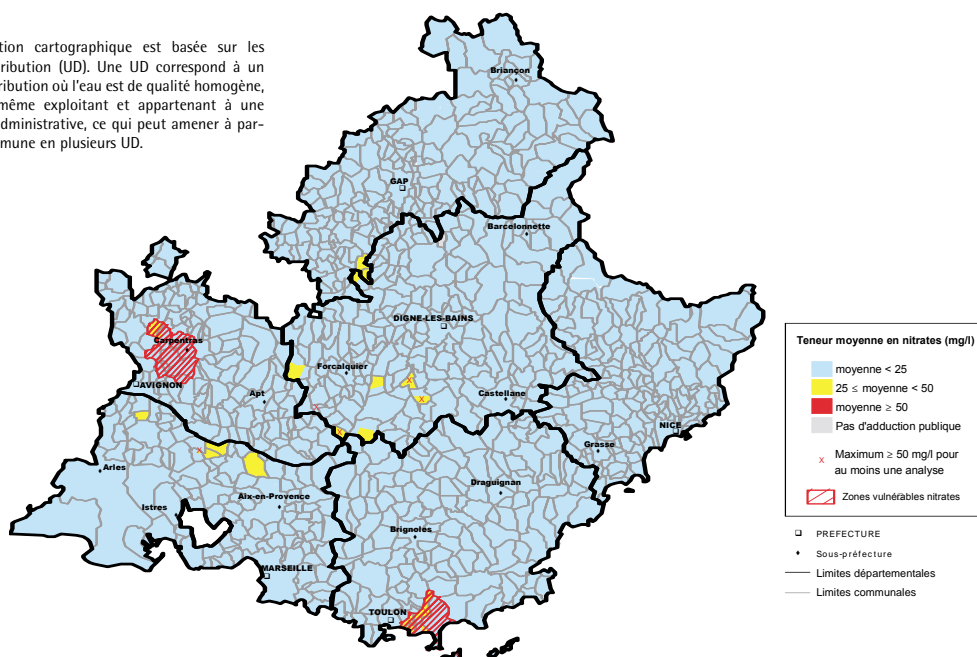 tion cartographique est basée sur les
tribution (UD). Une UD correspond à un
tribution où l'eau est de qualité homogène,
même exploitant et appartenant à une
administrative, ce qui peut amener à par-
mune en plusieurs UD.
Briançon
GAP
Barcelonnette
DIGNE-LES-BAINS
Carpentras
Forcalquier
AVIGNON
Apt
Castellane
NICE
Grasse
Arles
Draguignan
Aix-en-Provence
Istres
Brignoles
MARSEILLE
TOULON
Teneur moyenne en nitrates (mg/l)
moyenne < 25
25 ≤ moyenne < 50
moyenne ≥ 50
Pas d'adduction publique
x Maximum ≥ 50 mg/l pour
au moins une analyse
Zones vulnérables nitrates
PREFECTURE
Sous-préfecture
Limites départementales
Limites communales